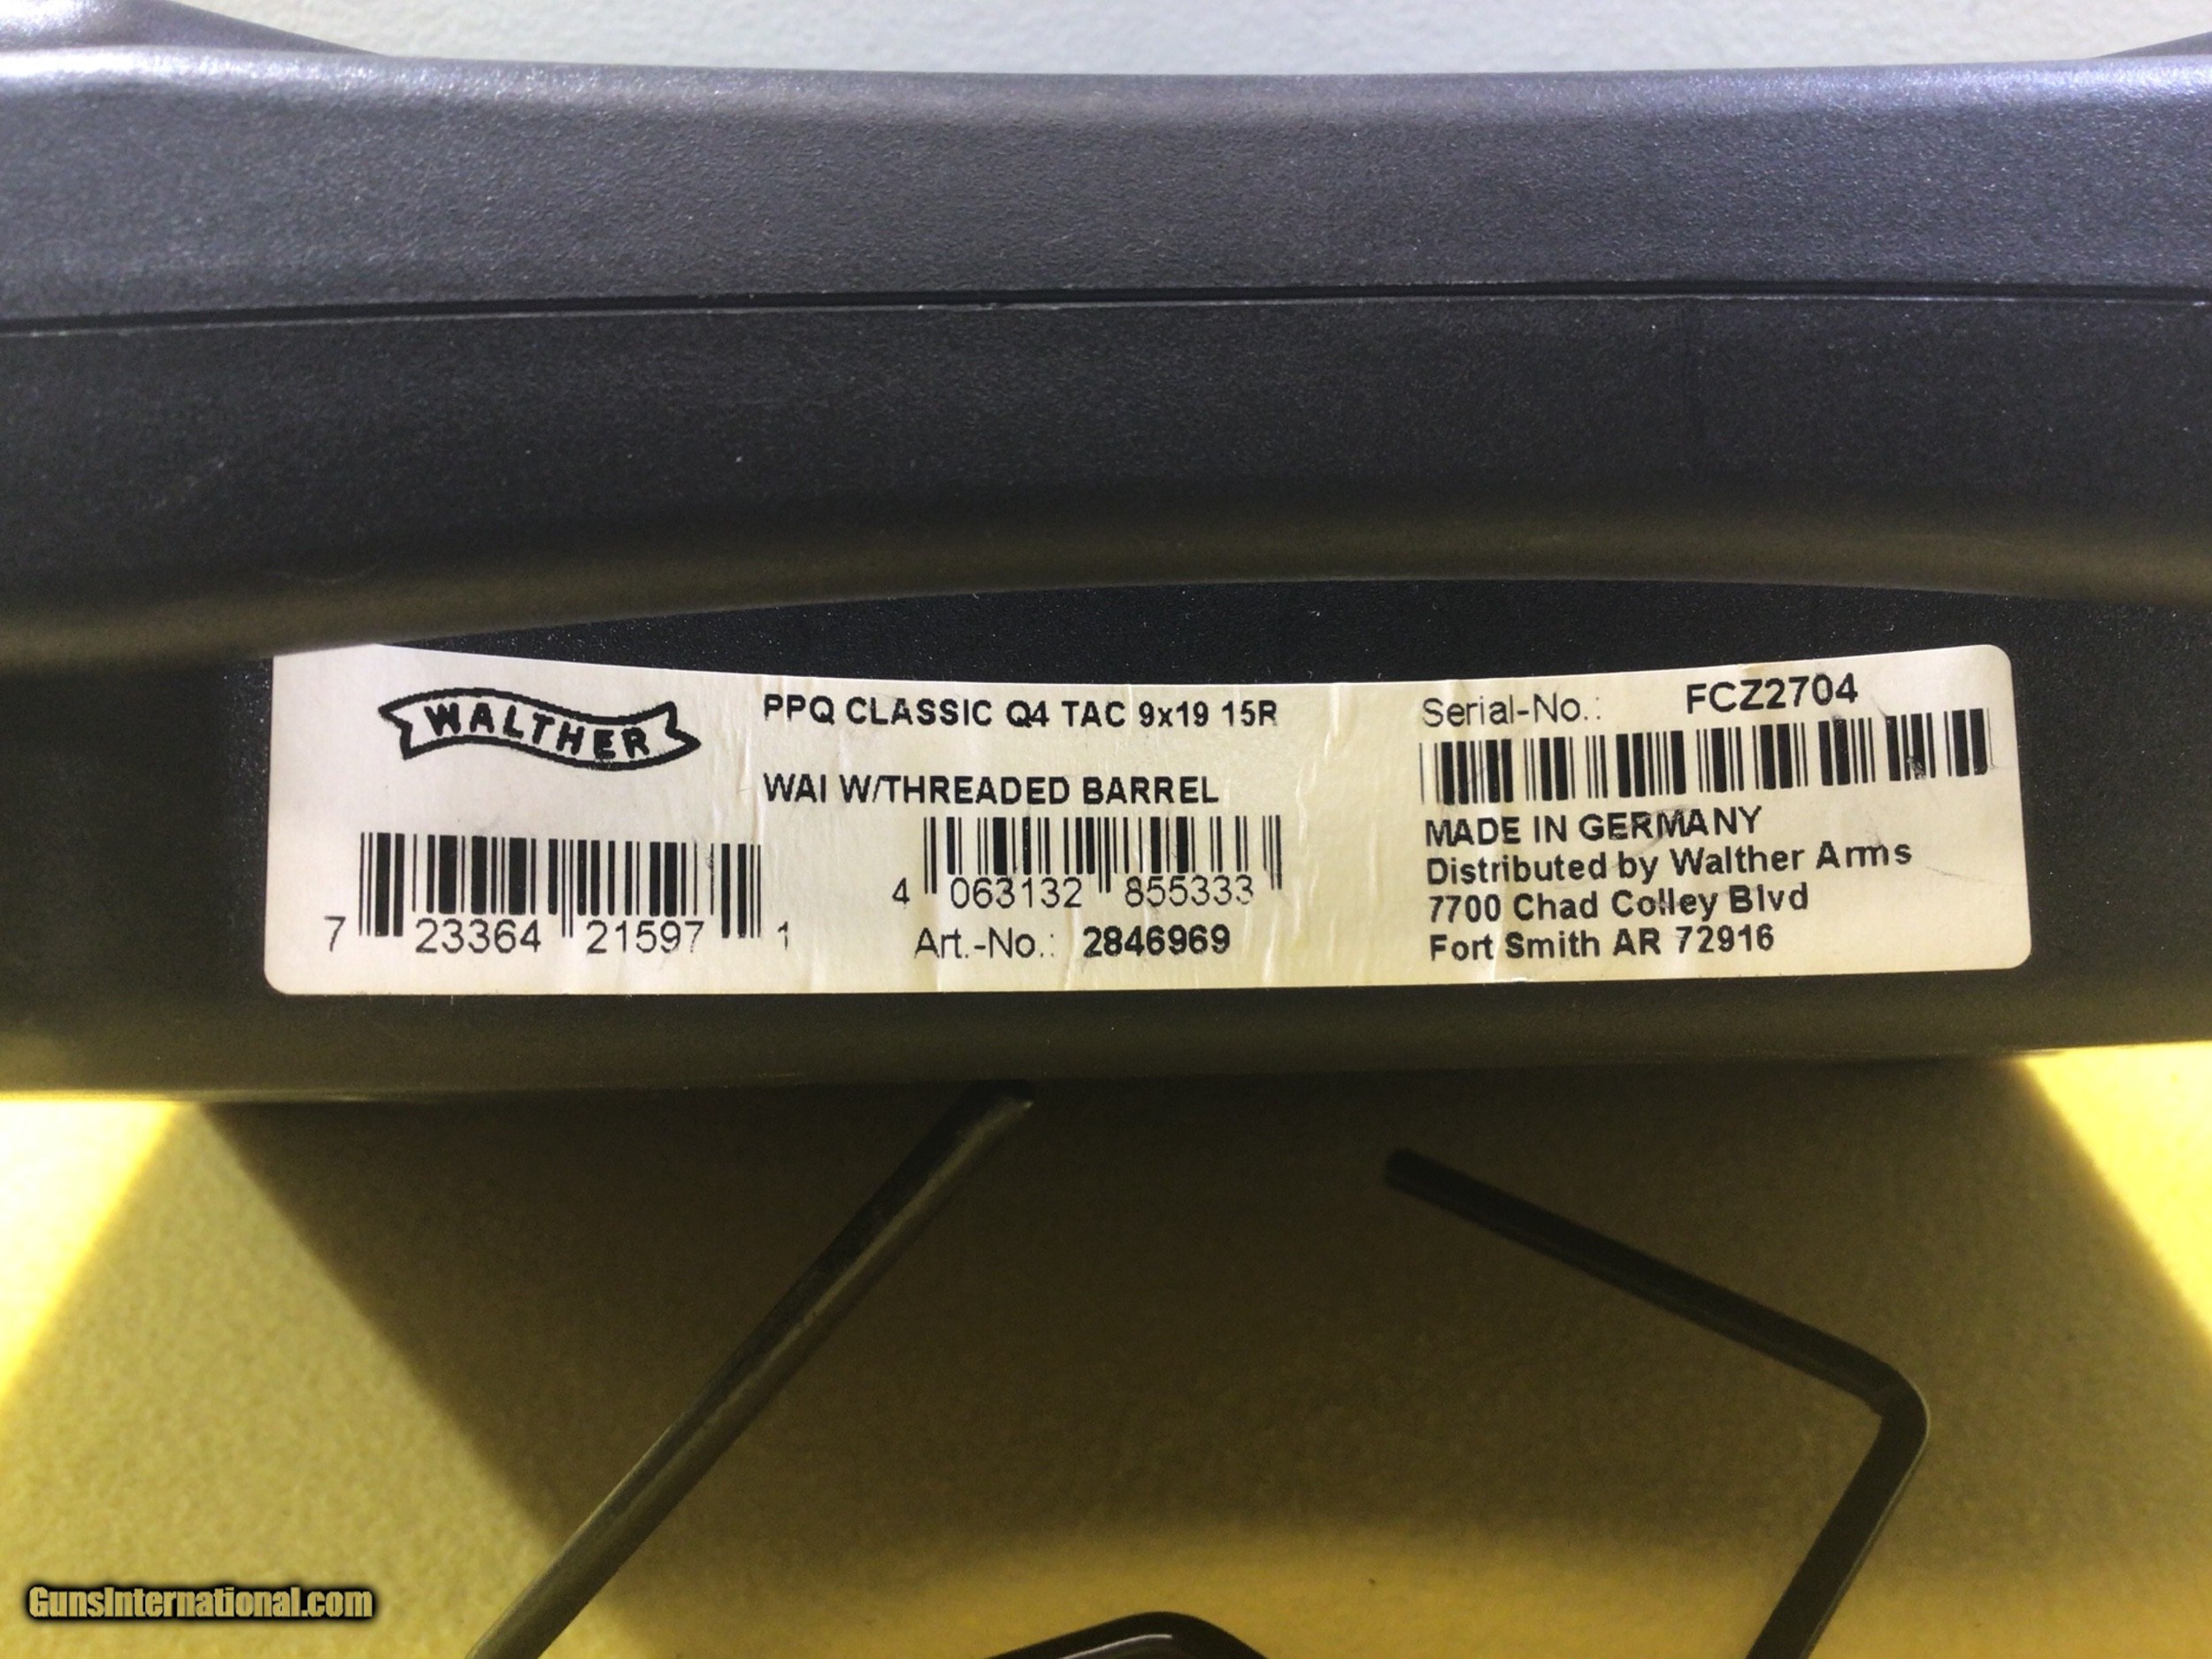 WALTHER
PPQ CLASSIC Q4 TAC 9x19 15R
WAI W/THREADED BARREL
7 23364 21597 1
4 063132 855333
Art.-No.: 2846969
Serial-No.: FCZ2704
MADE IN GERMANY
Distributed by Walther Arms
7700 Chad Colley Blvd
Fort Smith AR 72916
GunsInternational.com